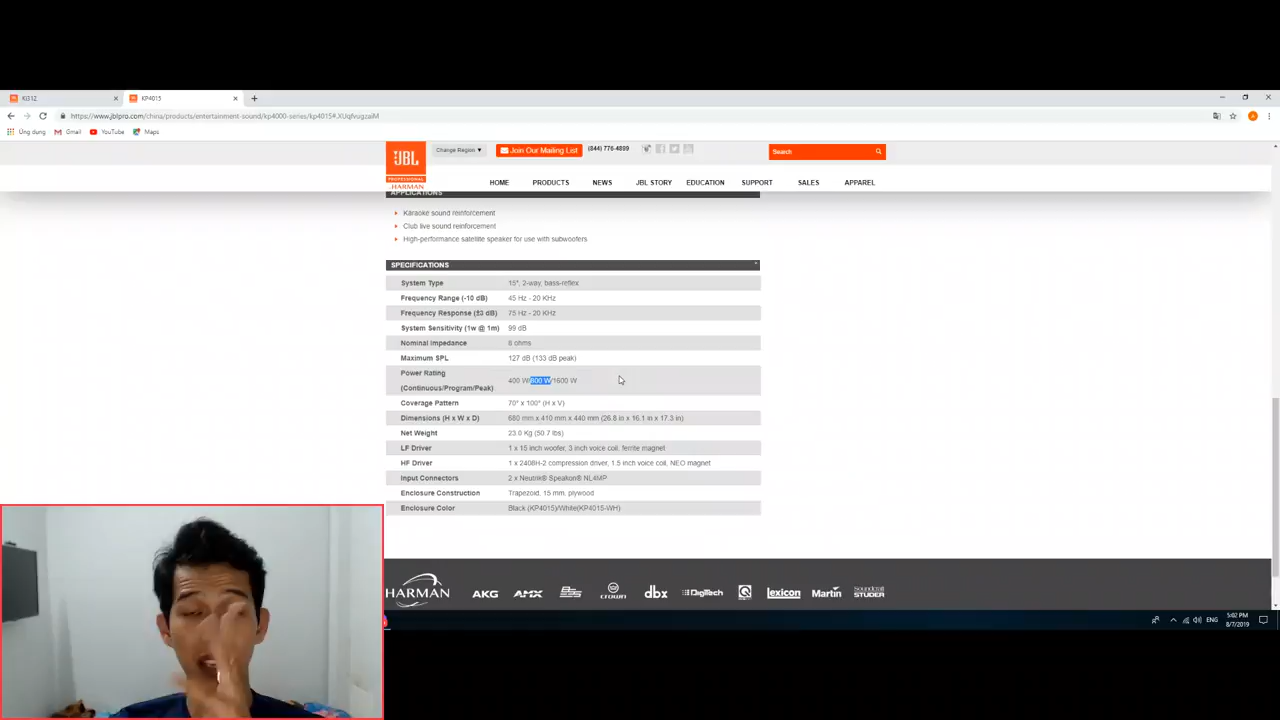 Ki312
KP4015
https://www.jblpro.com/china/products/entertainment-sound/kp4000-series/kp4015#.XUqfvugzaiM
Ứng dụng
Gmail
YouTube
Maps
JBL
PROFESSIONAL
HARMAN
Change Region ▼
Join Our Mailing List
(844) 776-4899
Search
HOME
PRODUCTS
NEWS
JBL STORY
EDUCATION
SUPPORT
SALES
APPAREL
APPLICATIONS
Karaoke sound reinforcement
Club live sound reinforcement
High-performance satellite speaker for use with subwoofers
SPECIFICATIONS
System Type 15", 2-way, bass-reflex
Frequency Range (-10 dB) 45 Hz - 20 KHz
Frequency Response (±3 dB) 75 Hz - 20 KHz
System Sensitivity (1w @ 1m) 99 dB
Nominal Impedance 8 ohms
Maximum SPL 127 dB (133 dB peak)
Power Rating
(Continuous/Program/Peak) 400 W/800 W/1600 W
Coverage Pattern 70° x 100° (H x V)
Dimensions (H x W x D) 680 mm x 410 mm x 440 mm (26.8 in x 16.1 in x 17.3 in)
Net Weight 23.0 Kg (50.7 lbs)
LF Driver 1 x 15 inch woofer, 3 inch voice coil, ferrite magnet
HF Driver 1 x 2408H-2 compression driver, 1.5 inch voice coil, NEO magnet
Input Connectors 2 x Neutrik® Speakon® NL4MP
Enclosure Construction Trapezoid, 15 mm, plywood
Enclosure Color Black (KP4015)/White(KP4015-WH)
HARMAN
AKG
AMX
BSS
crown
dbx
DigiTech
lexicon
Martin
Soundcraft
STUDER
ENG
5:02 PM
8/7/2019